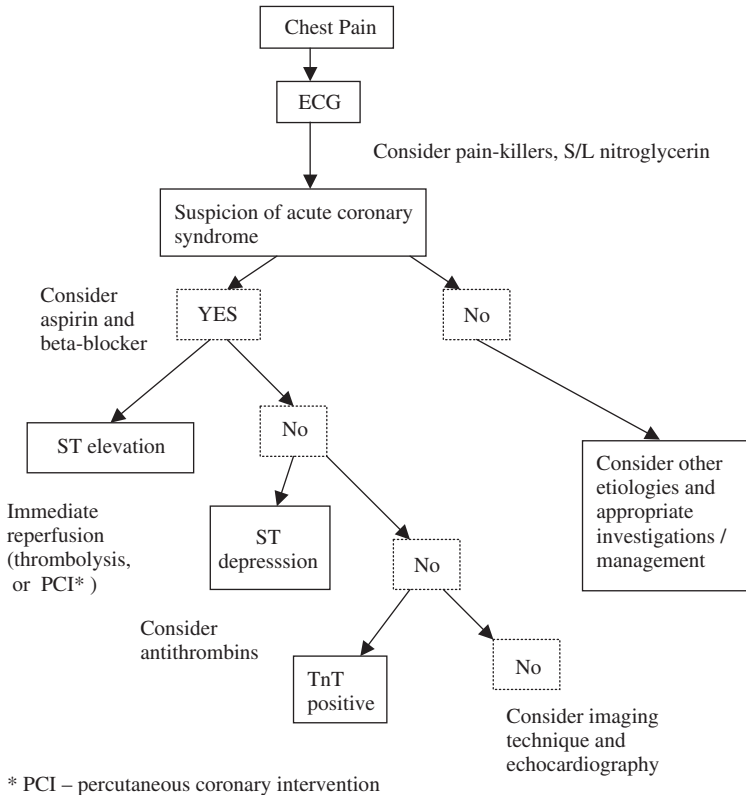 Chest Pain
ECG
Consider pain-killers, S/L nitroglycerin
Suspicion of acute coronary
syndrome
Consider
aspirin and
beta-blocker
YES
No
ST elevation
No
Consider other
etiologies and
appropriate
investigations /
management
Immediate
reperfusion
(thrombolysis,
or PCI* )
ST
depresssion
No
Consider
antithrombins
TnT
positive
No
Consider imaging
technique and
echocardiography
* PCI – percutaneous coronary intervention